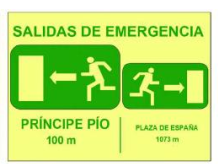 SALIDAS DE EMERGENCIA
PRÍNCIPE PÍO
100 m
PLAZA DE ESPAÑA
1073 m